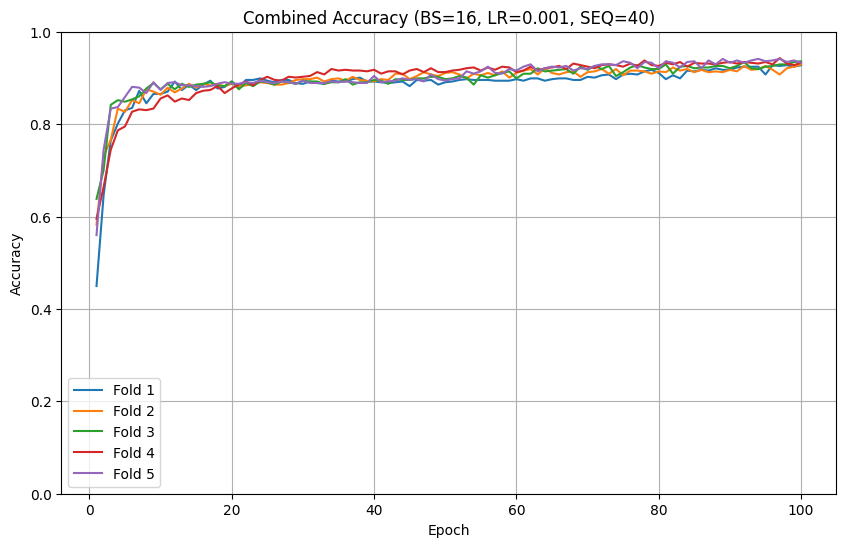 Combined Accuracy (BS=16, LR=0.001, SEQ=40)
1.0
0.8
0.6
0.4
0.2
0.0
Accuracy
Fold 1
Fold 2
Fold 3
Fold 4
Fold 5
0 20 40 60 80 100
Epoch